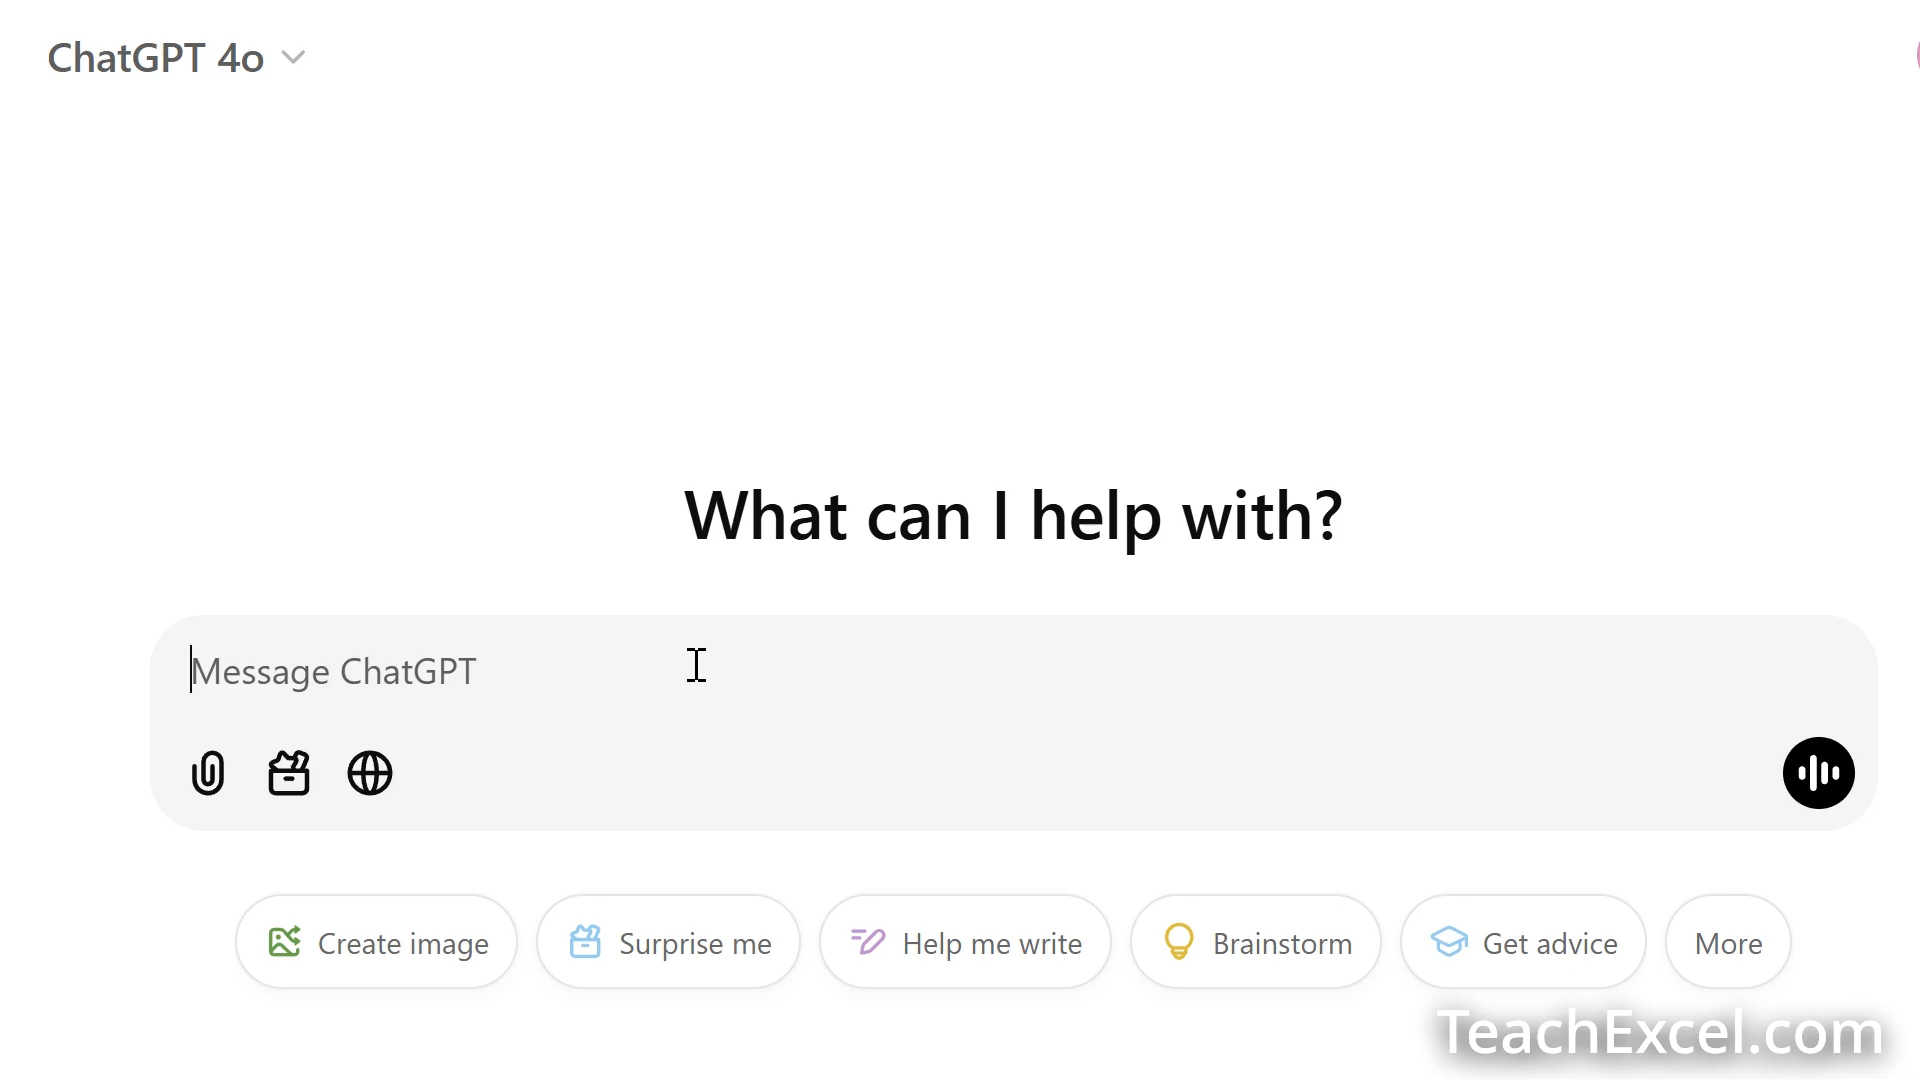 ChatGPT 4o
What can I help with?
Message ChatGPT
Create image
Surprise me
Help me write
Brainstorm
Get advice
More
TeachExcel.com